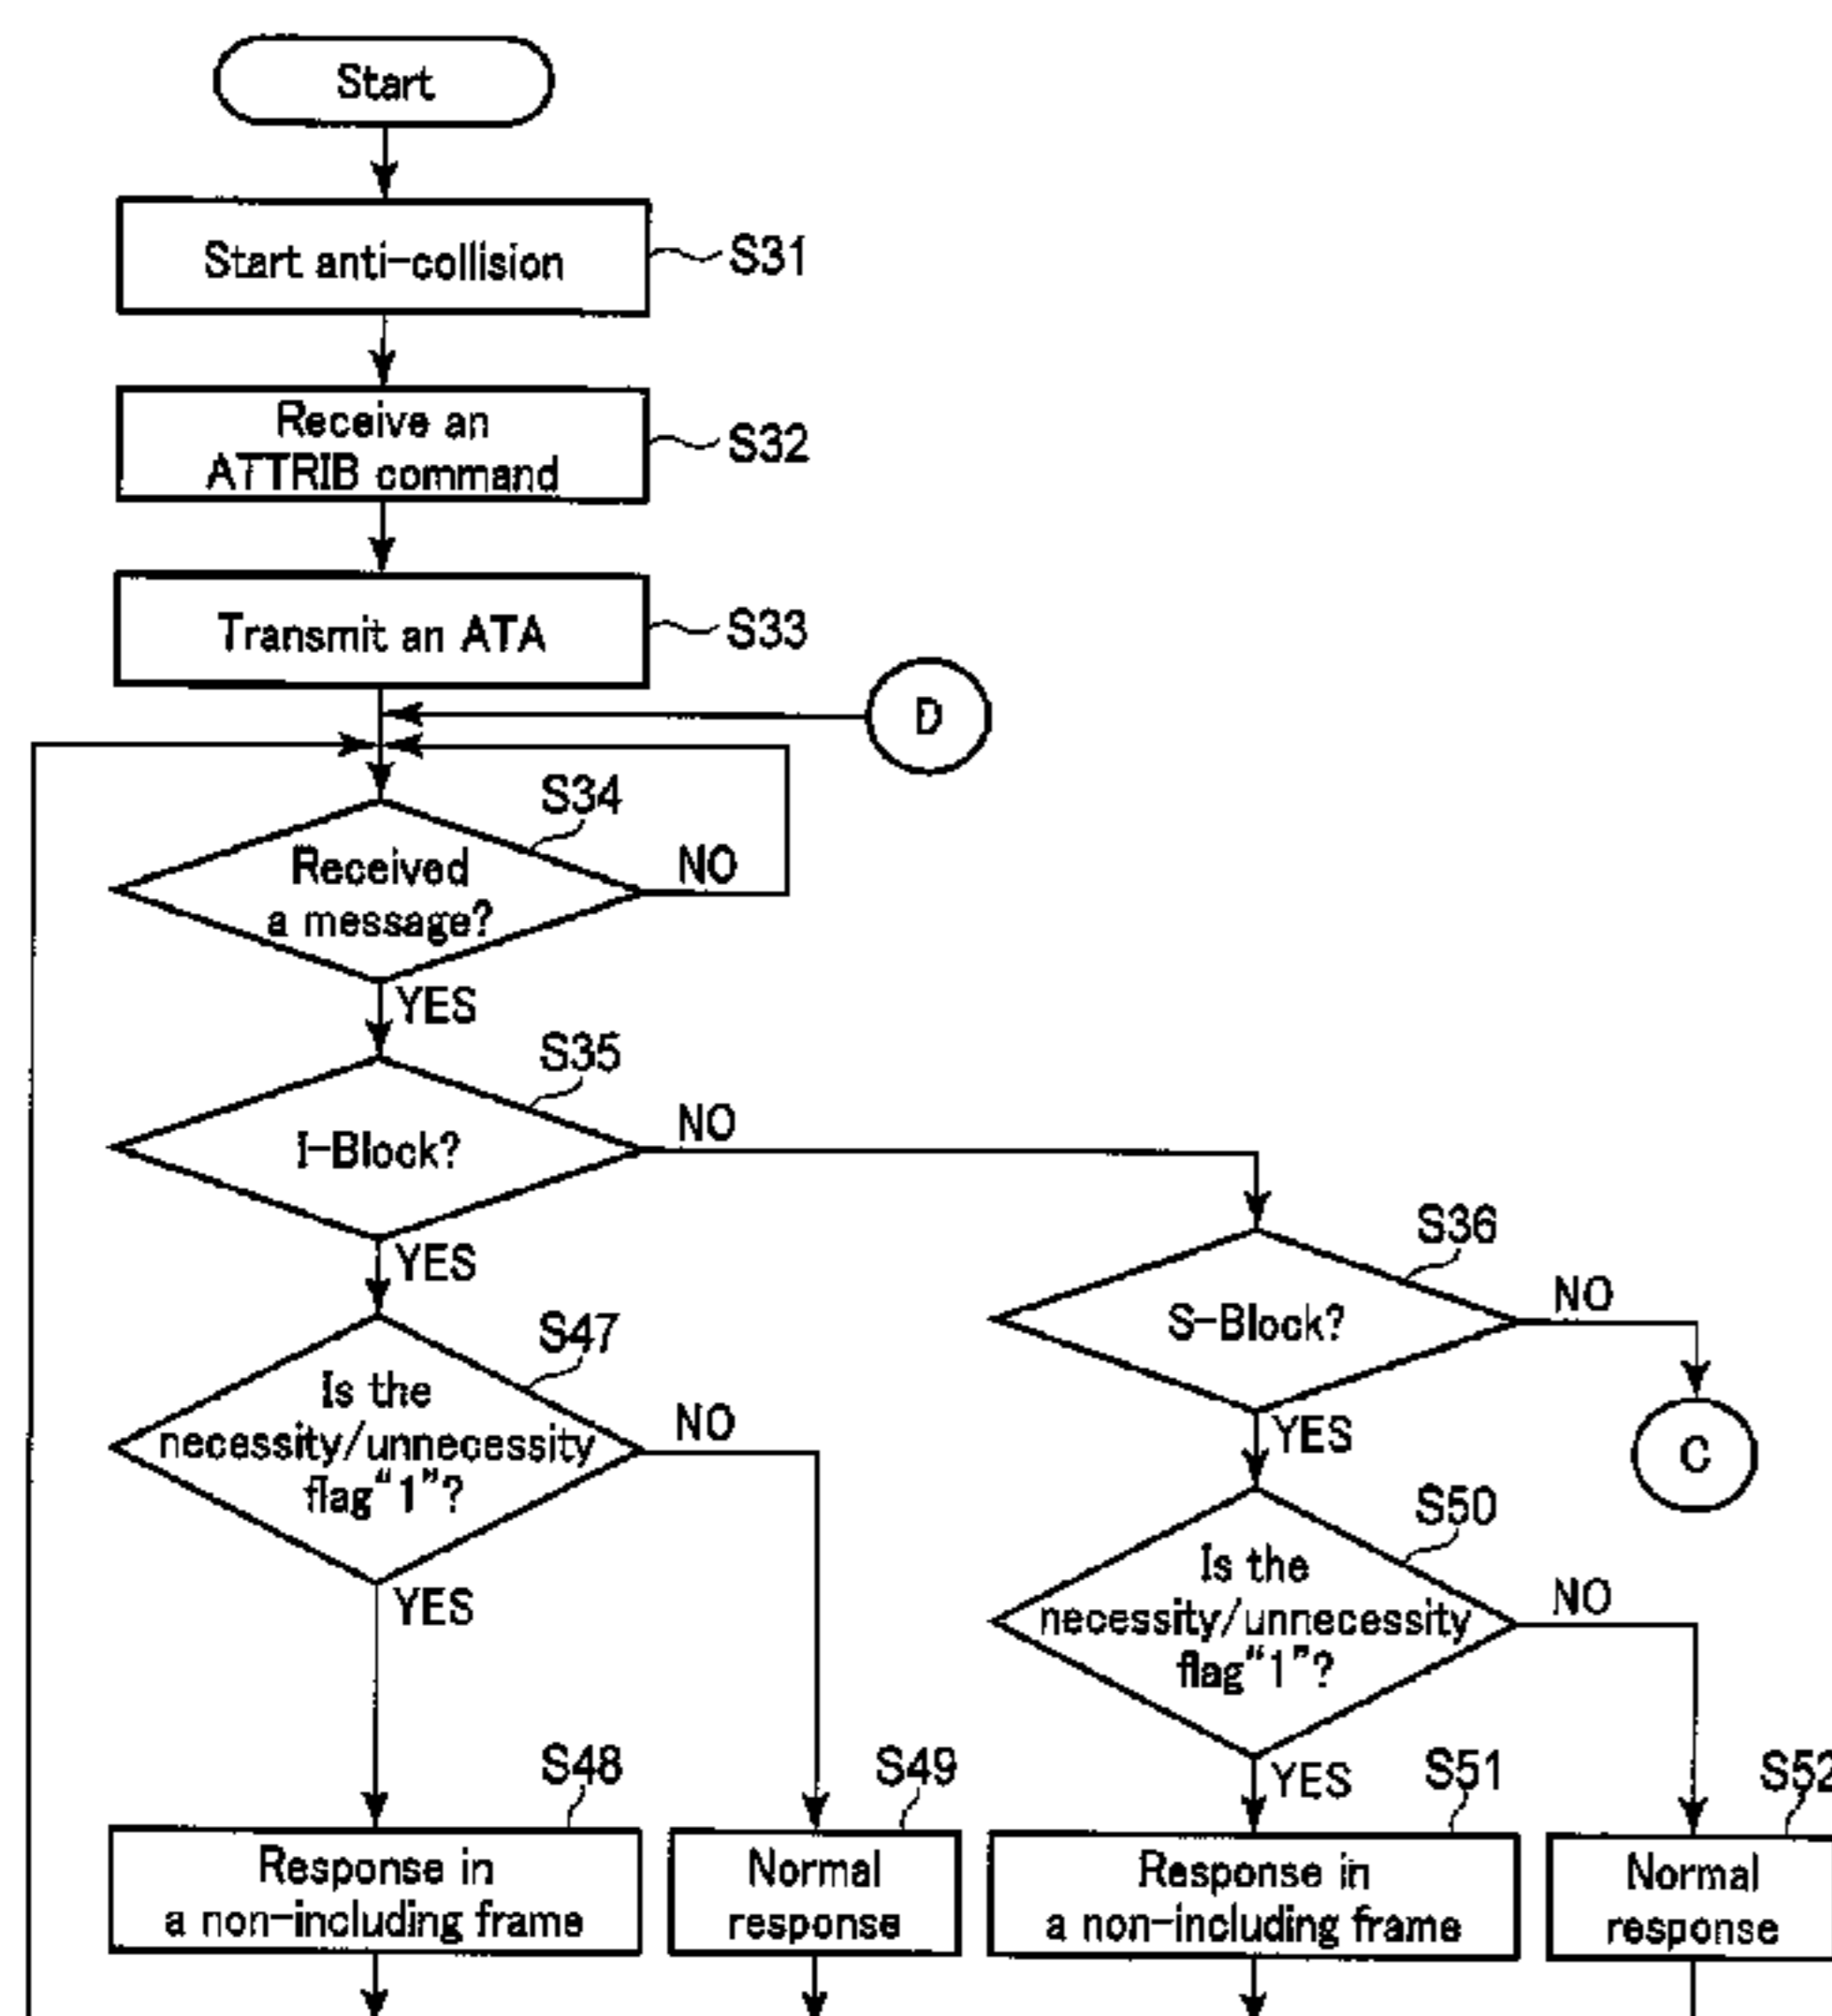 Start
Start anti-collision
S31
Receive an
ATTRIB command
S32
Transmit an ATA
S33
D
S34
Received
a message?
NO
YES
S35
I-Block?
NO
YES
S36
S-Block?
NO
YES
C
S47
Is the
necessity/unnecessity
flag"1"?
NO
YES
S50
Is the
necessity/unnecessity
flag"1"?
NO
YES
S48
Response in
a non-including frame
S49
Normal
response
S51
Response in
a non-including frame
S52
Normal
response